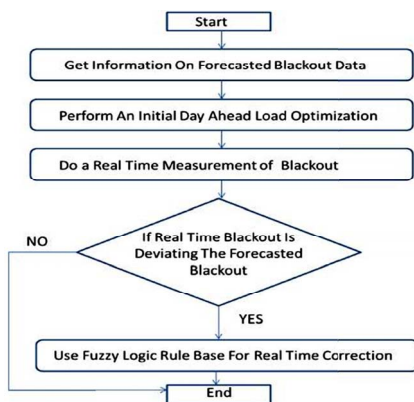 Start
Get Information On Forecasted Blackout Data
Perform An Initial Day Ahead Load Optimization
Do a Real Time Measurement of Blackout
If Real Time Blackout Is
Deviating The Forecasted
Blackout
NO
YES
Use Fuzzy Logic Rule Base For Real Time Correction
End